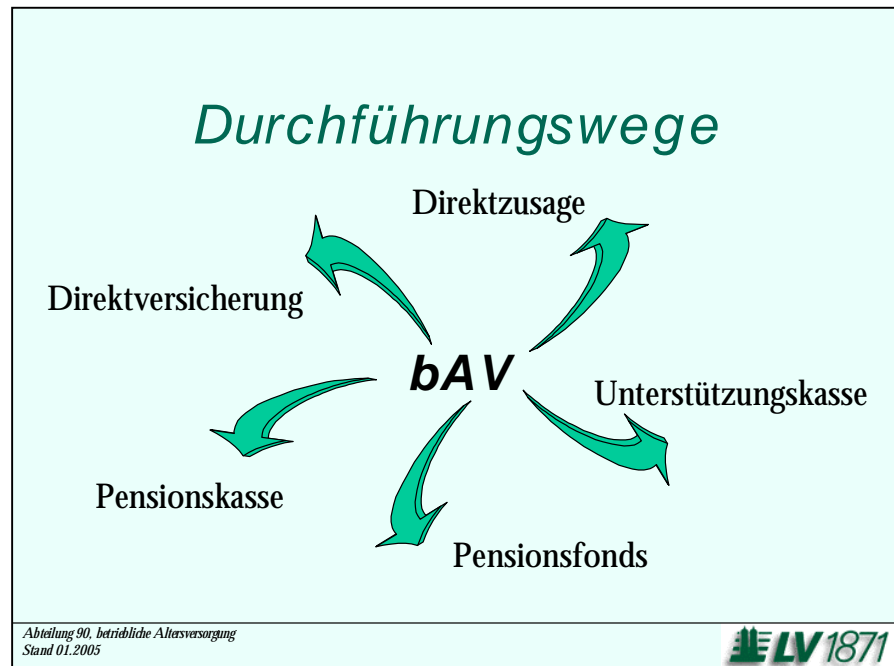 Durchführungswege
Direktzusage
Direktversicherung
bAV
Unterstützungskasse
Pensionskasse
Pensionsfonds
Abteilung 90, betriebliche Altersversorgung
Stand 01.2005
LV 1871